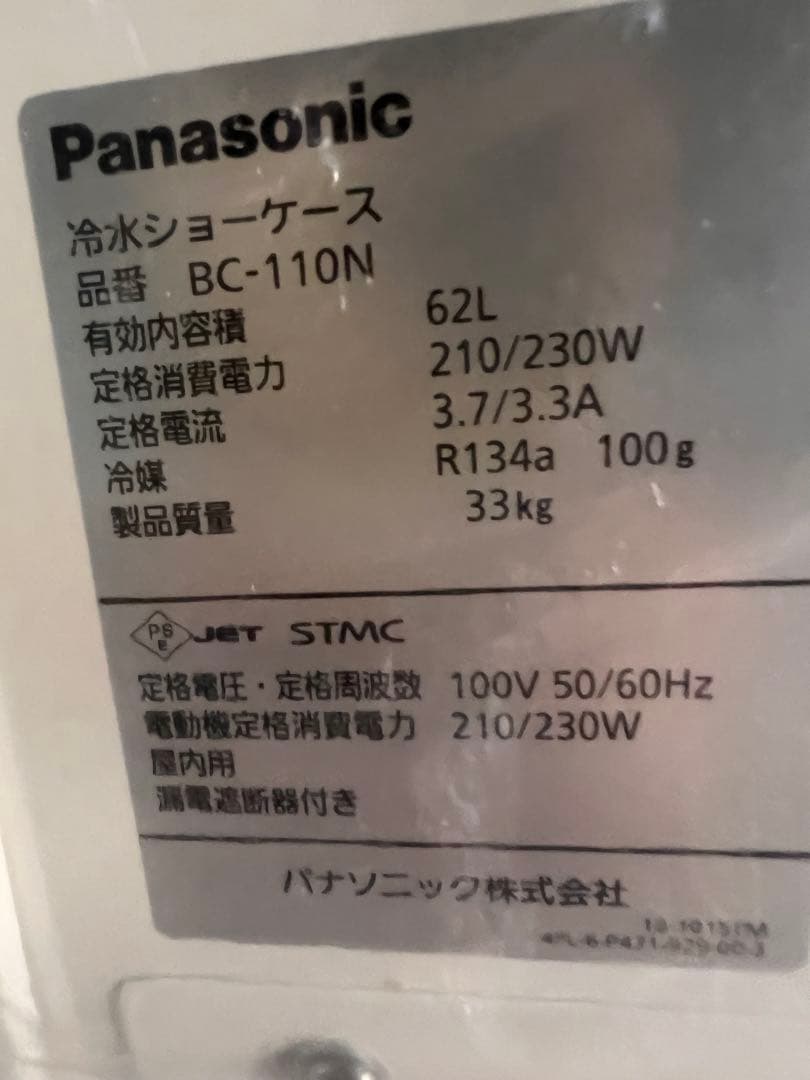 Panasonic
冷水ショーケース
品番 BC-110N
有効内容積 62L
定格消費電力 210/230W
定格電流 3.7/3.3A
冷媒 R134a 100g
製品質量 33kg
PSE JET STMC
定格電圧・定格周波数 100V 50/60Hz
電動機定格消費電力 210/230W
屋内用
漏電遮断器付き
パナソニック株式会社